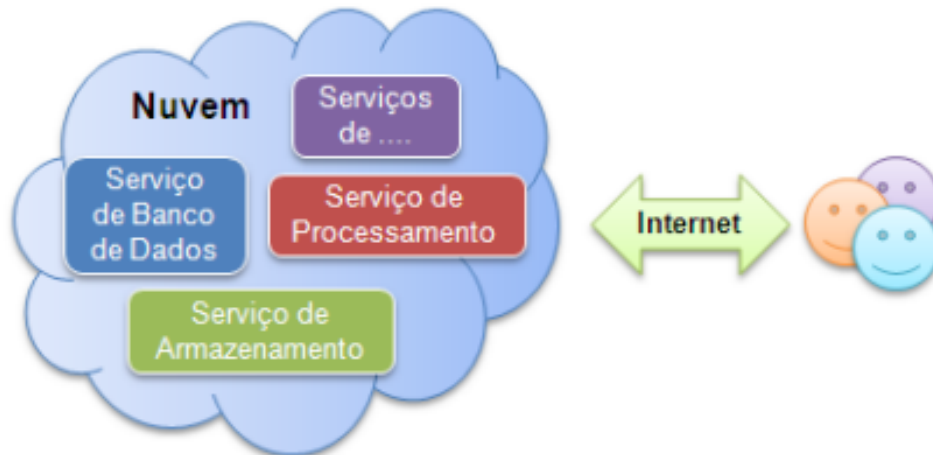 Nuvem
Serviços
de ....
Serviço
de Banco
de Dados
Serviço de
Processamento
Serviço de
Armazenamento
Internet